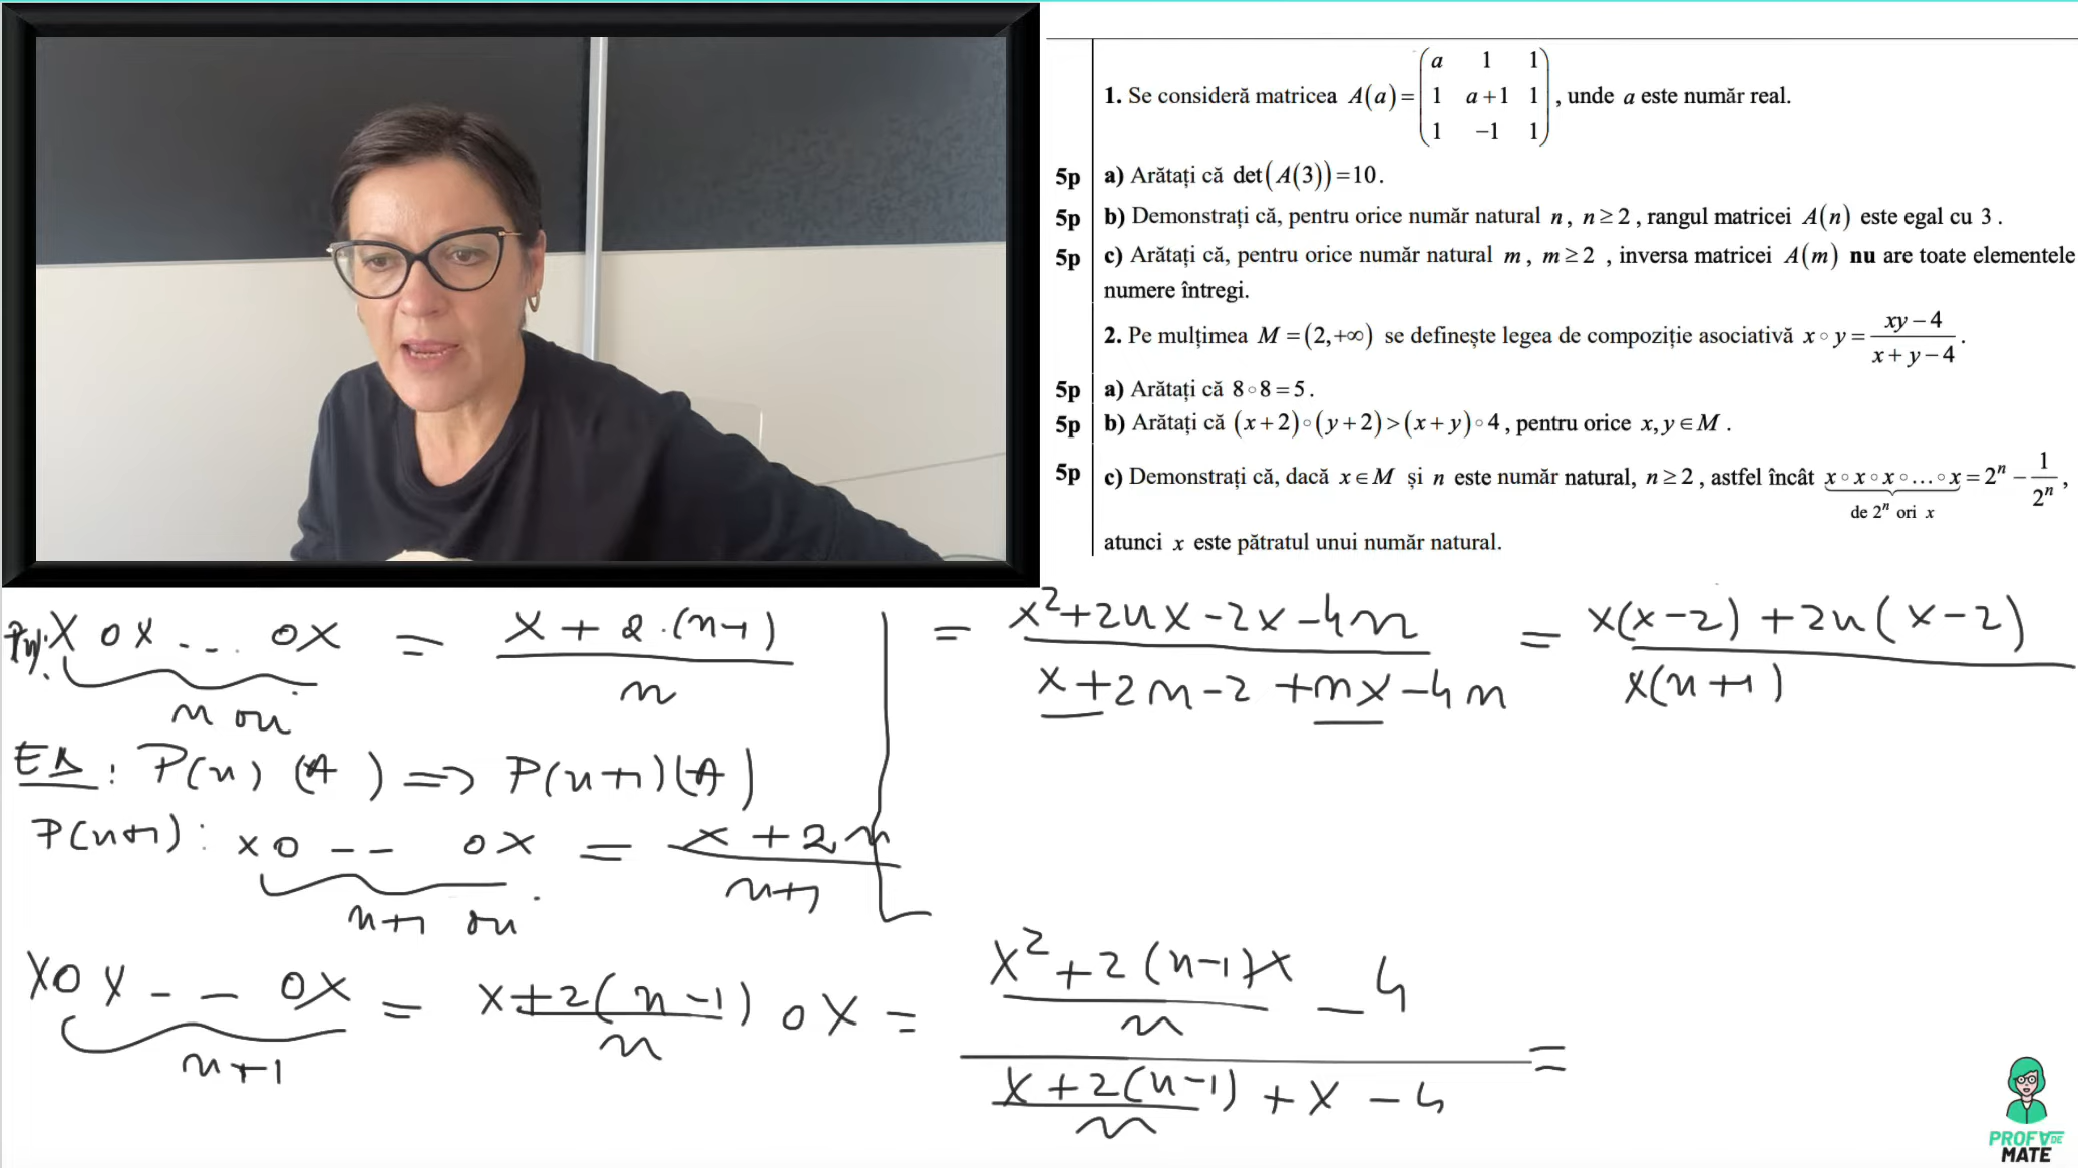 1. Se consideră matricea A(a) = ( a 1 1
1 a+1 1
1 −1 1 ), unde a este număr real.
5p a) Arătați că det(A(3)) = 10.
5p b) Demonstrați că, pentru orice număr natural n, n ≥ 2, rangul matricei A(n) este egal cu 3.
5p c) Arătați că, pentru orice număr natural m, m ≥ 2, inversa matricei A(m) nu are toate elementele
numere întregi.
2. Pe mulțimea M = (2,+∞) se definește legea de compoziție asociativă x∘y = (xy−4)/(x+y−4).
5p a) Arătați că 8∘8 = 5.
5p b) Arătați că (x+2)∘(y+2) > (x+y)∘4, pentru orice x, y ∈ M.
5p c) Demonstrați că, dacă x ∈ M și n este număr natural, n ≥ 2, astfel încât x∘x∘x∘...∘x = 2ⁿ − 1/2ⁿ,
de 2ⁿ ori x
atunci x este pătratul unui număr natural.
x o x ... o x = (x + 2·(n−1))/n
n ori
P(n) (A) => P(n+1)(A)
P(n+1): x o -- o x = (x + 2n)/(n+1)
n+1 ori
x o x -- o x = (x+2(n−1))/n o x = ((x²+2(n−1)x)/n − 4)/((x+2(n−1))/n + x − 4) =
n+1
= (x²+2nx−2x−4n)/(x+2n−2+nx−4n) = (x(x−2)+2n(x−2))/(x(n+1)
PROFA DE
MATE